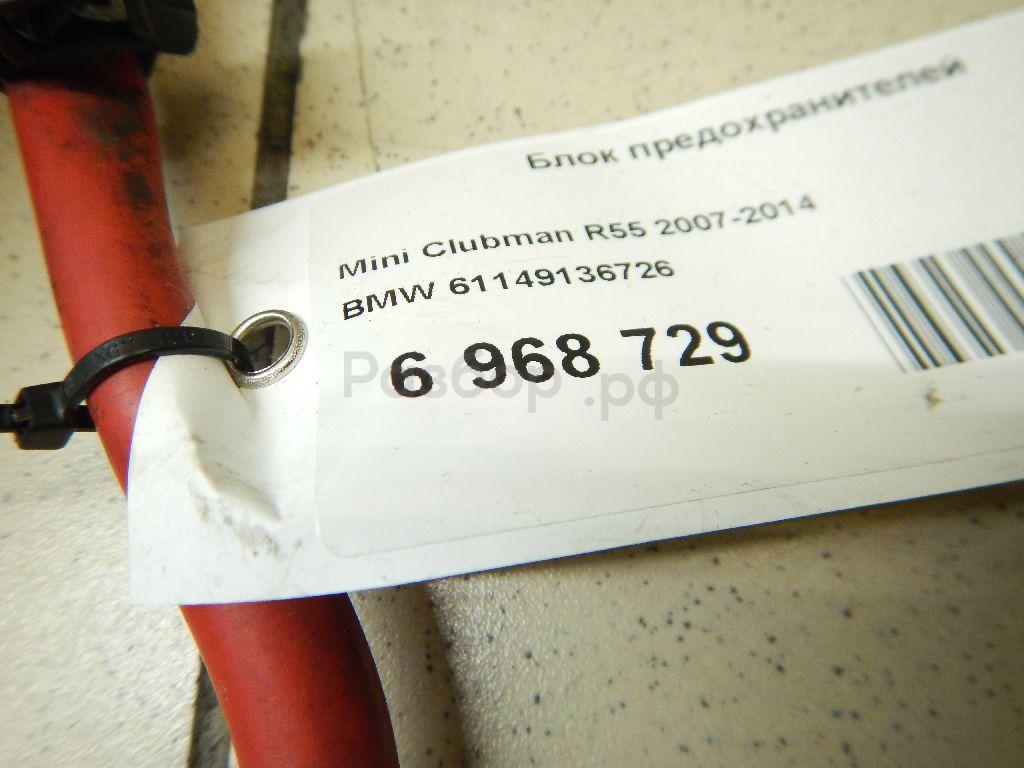 Блок предохранителей
Mini Clubman R55 2007-2014
BMW 61149136726
6 968 729
Разбор.рф